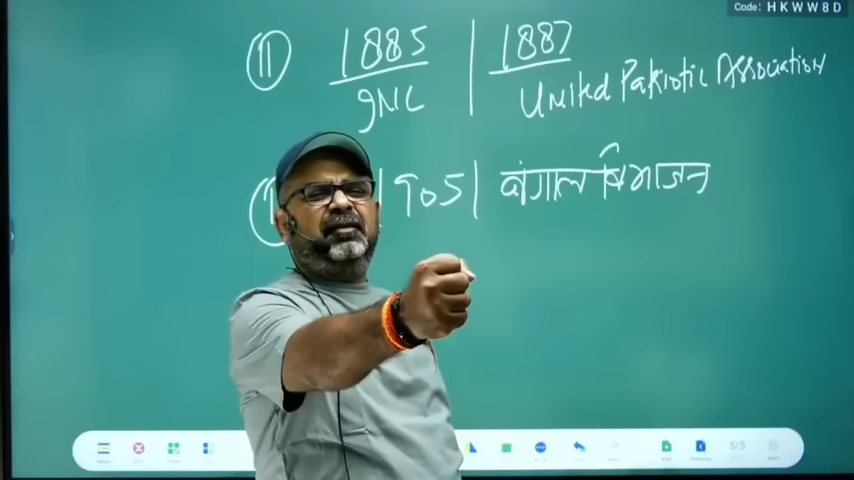 Code: HKWW8D
(11) 1885 | 1887
INC United Patriotic Association
1905 | बंगाल विभाजन
5/5